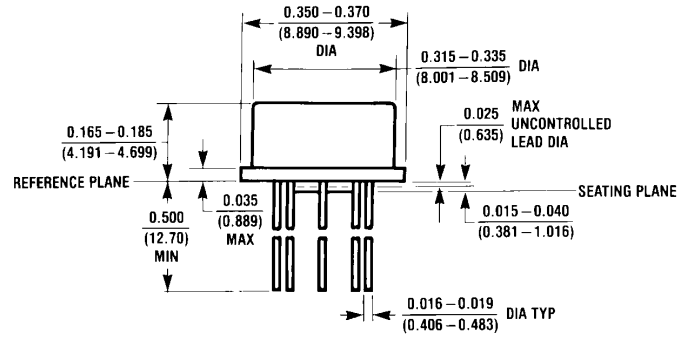 0.350 – 0.370
(8.890 – 9.398)
DIA
0.315 – 0.335
(8.001 – 8.509)
DIA
0.025
(0.635)
MAX
UNCONTROLLED
LEAD DIA
0.165 – 0.185
(4.191 – 4.699)
REFERENCE PLANE
SEATING PLANE
0.035
(0.889)
MAX
0.500
(12.70)
MIN
0.015 – 0.040
(0.381 – 1.016)
0.016 – 0.019
(0.406 – 0.483)
DIA TYP